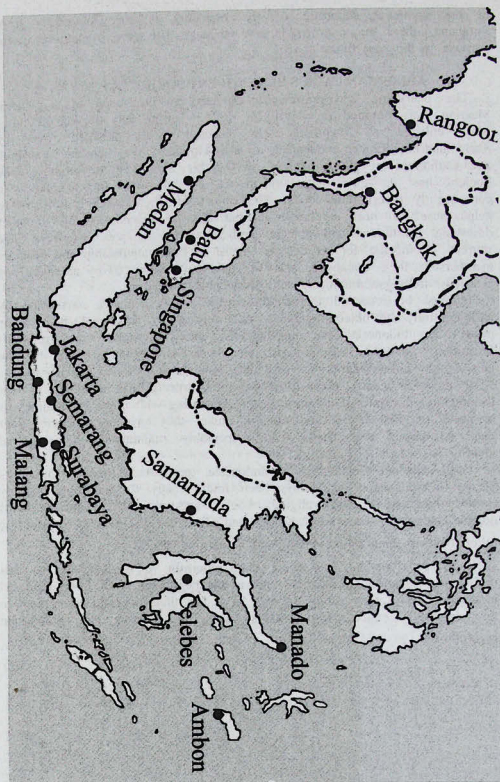 Rangoon
Bangkok
Medan
Batu
Singapore
Jakarta
Bandung
Semarang
Surabaya
Malang
Samarinda
Celebes
Manado
Ambon